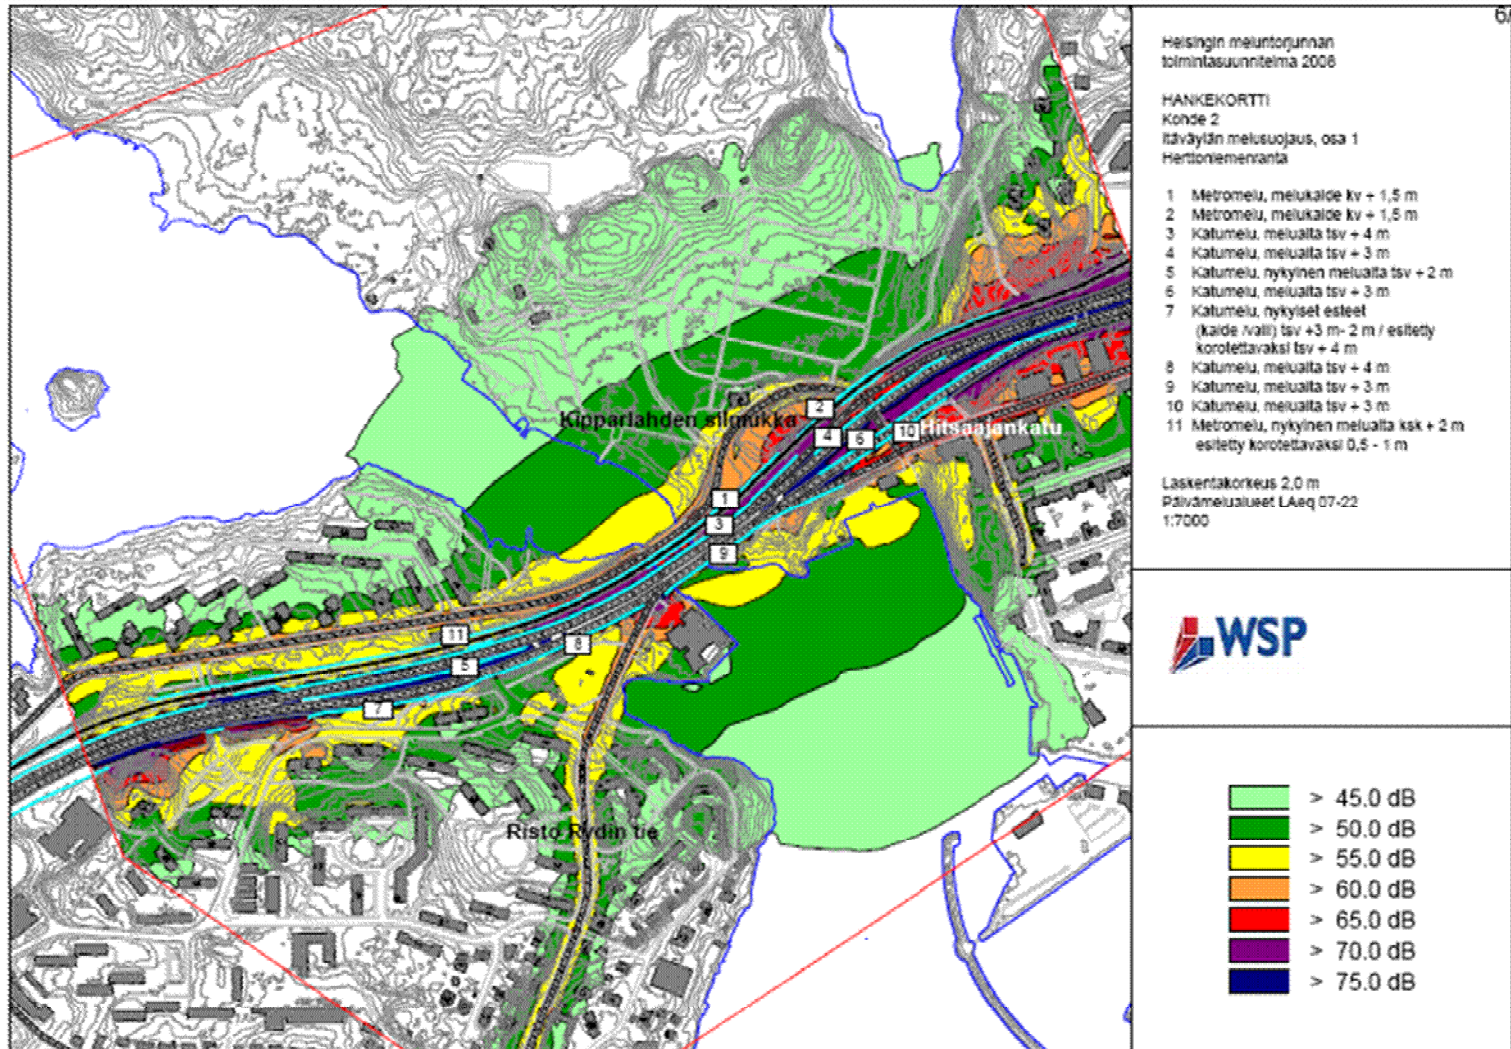 6/
Helsingin meluntorjunnan
toimintasuunnitelma 2008
HANKEKORTTI
Kohde 2
Itäväylän melusuojaus, osa 1
Herttoniemenranta
1 Metromelu, melukaide kv + 1,5 m
2 Metromelu, melukaide kv + 1,5 m
3 Katumelu, melualta tsv + 4 m
4 Katumelu, melualta tsv + 3 m
5 Katumelu, nykyinen melualta tsv + 2 m
6 Katumelu, melualta tsv + 3 m
7 Katumelu, nykyiset esteet
(kaide /valli) tsv +3 m- 2 m / esitetty
korotettavaksi tsv + 4 m
8 Katumelu, melualta tsv + 4 m
9 Katumelu, melualta tsv + 3 m
10 Katumelu, melualta tsv + 3 m
11 Metromelu, nykyinen melualta ksk + 2 m
esitetty korotettavaksi 0,5 - 1 m
Laskentakorkeus 2,0 m
Päivämelualueet LAeq 07-22
1:7000
WSP
> 45.0 dB
> 50.0 dB
> 55.0 dB
> 60.0 dB
> 65.0 dB
> 70.0 dB
> 75.0 dB
Kipparlahden silmukka
2
4
6
10
Hitsaajankatu
1
3
9
11
8
5
7
Risto Rydin tie